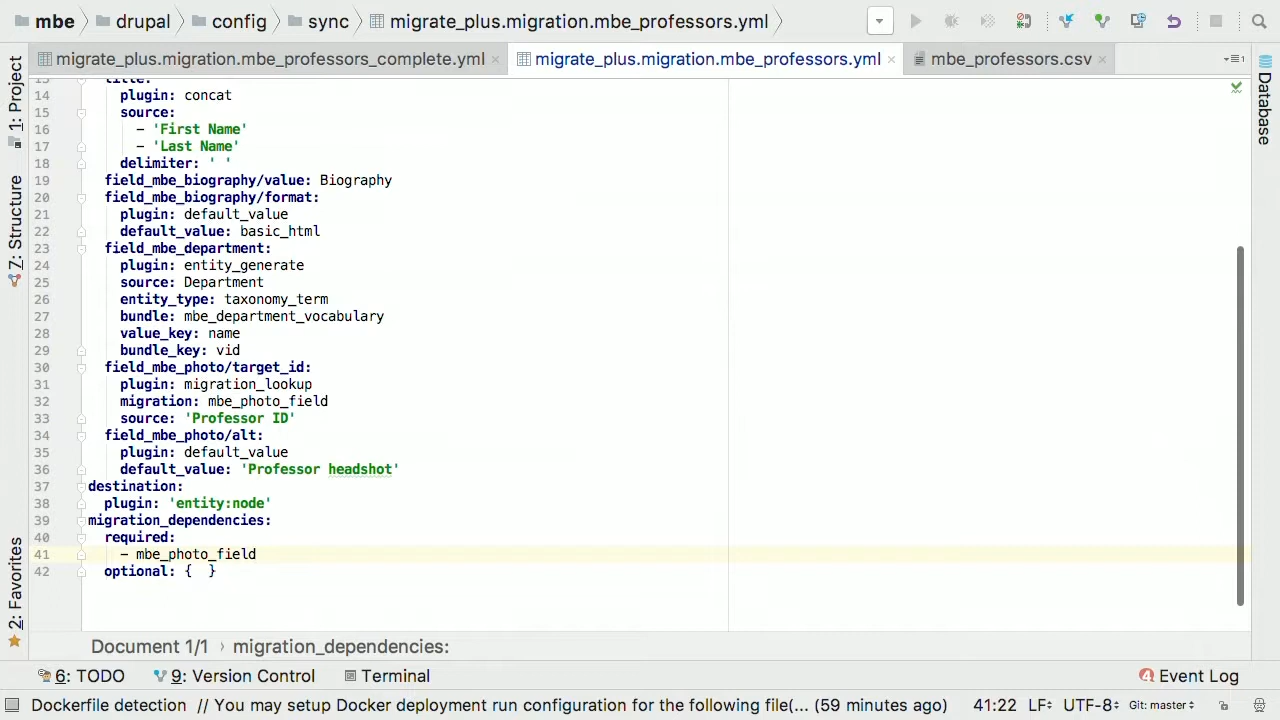 mbe drupal config sync migrate_plus.migration.mbe_professors.yml
migrate_plus.migration.mbe_professors_complete.yml × migrate_plus.migration.mbe_professors.yml × mbe_professors.csv ×
1: Project
Z: Structure
2: Favorites
Database
13 title:
14 plugin: concat
15 source:
16 - 'First Name'
17 - 'Last Name'
18 delimiter: ' '
19 field_mbe_biography/value: Biography
20 field_mbe_biography/format:
21 plugin: default_value
22 default_value: basic_html
23 field_mbe_department:
24 plugin: entity_generate
25 source: Department
26 entity_type: taxonomy_term
27 bundle: mbe_department_vocabulary
28 value_key: name
29 bundle_key: vid
30 field_mbe_photo/target_id:
31 plugin: migration_lookup
32 migration: mbe_photo_field
33 source: 'Professor ID'
34 field_mbe_photo/alt:
35 plugin: default_value
36 default_value: 'Professor headshot'
37 destination:
38 plugin: 'entity:node'
39 migration_dependencies:
40 required:
41 - mbe_photo_field
42 optional: { }
Document 1/1 › migration_dependencies:
6: TODO 9: Version Control Terminal 4 Event Log
Dockerfile detection // You may setup Docker deployment run configuration for the following file(... (59 minutes ago) 41:22 LF UTF-8 Git: master